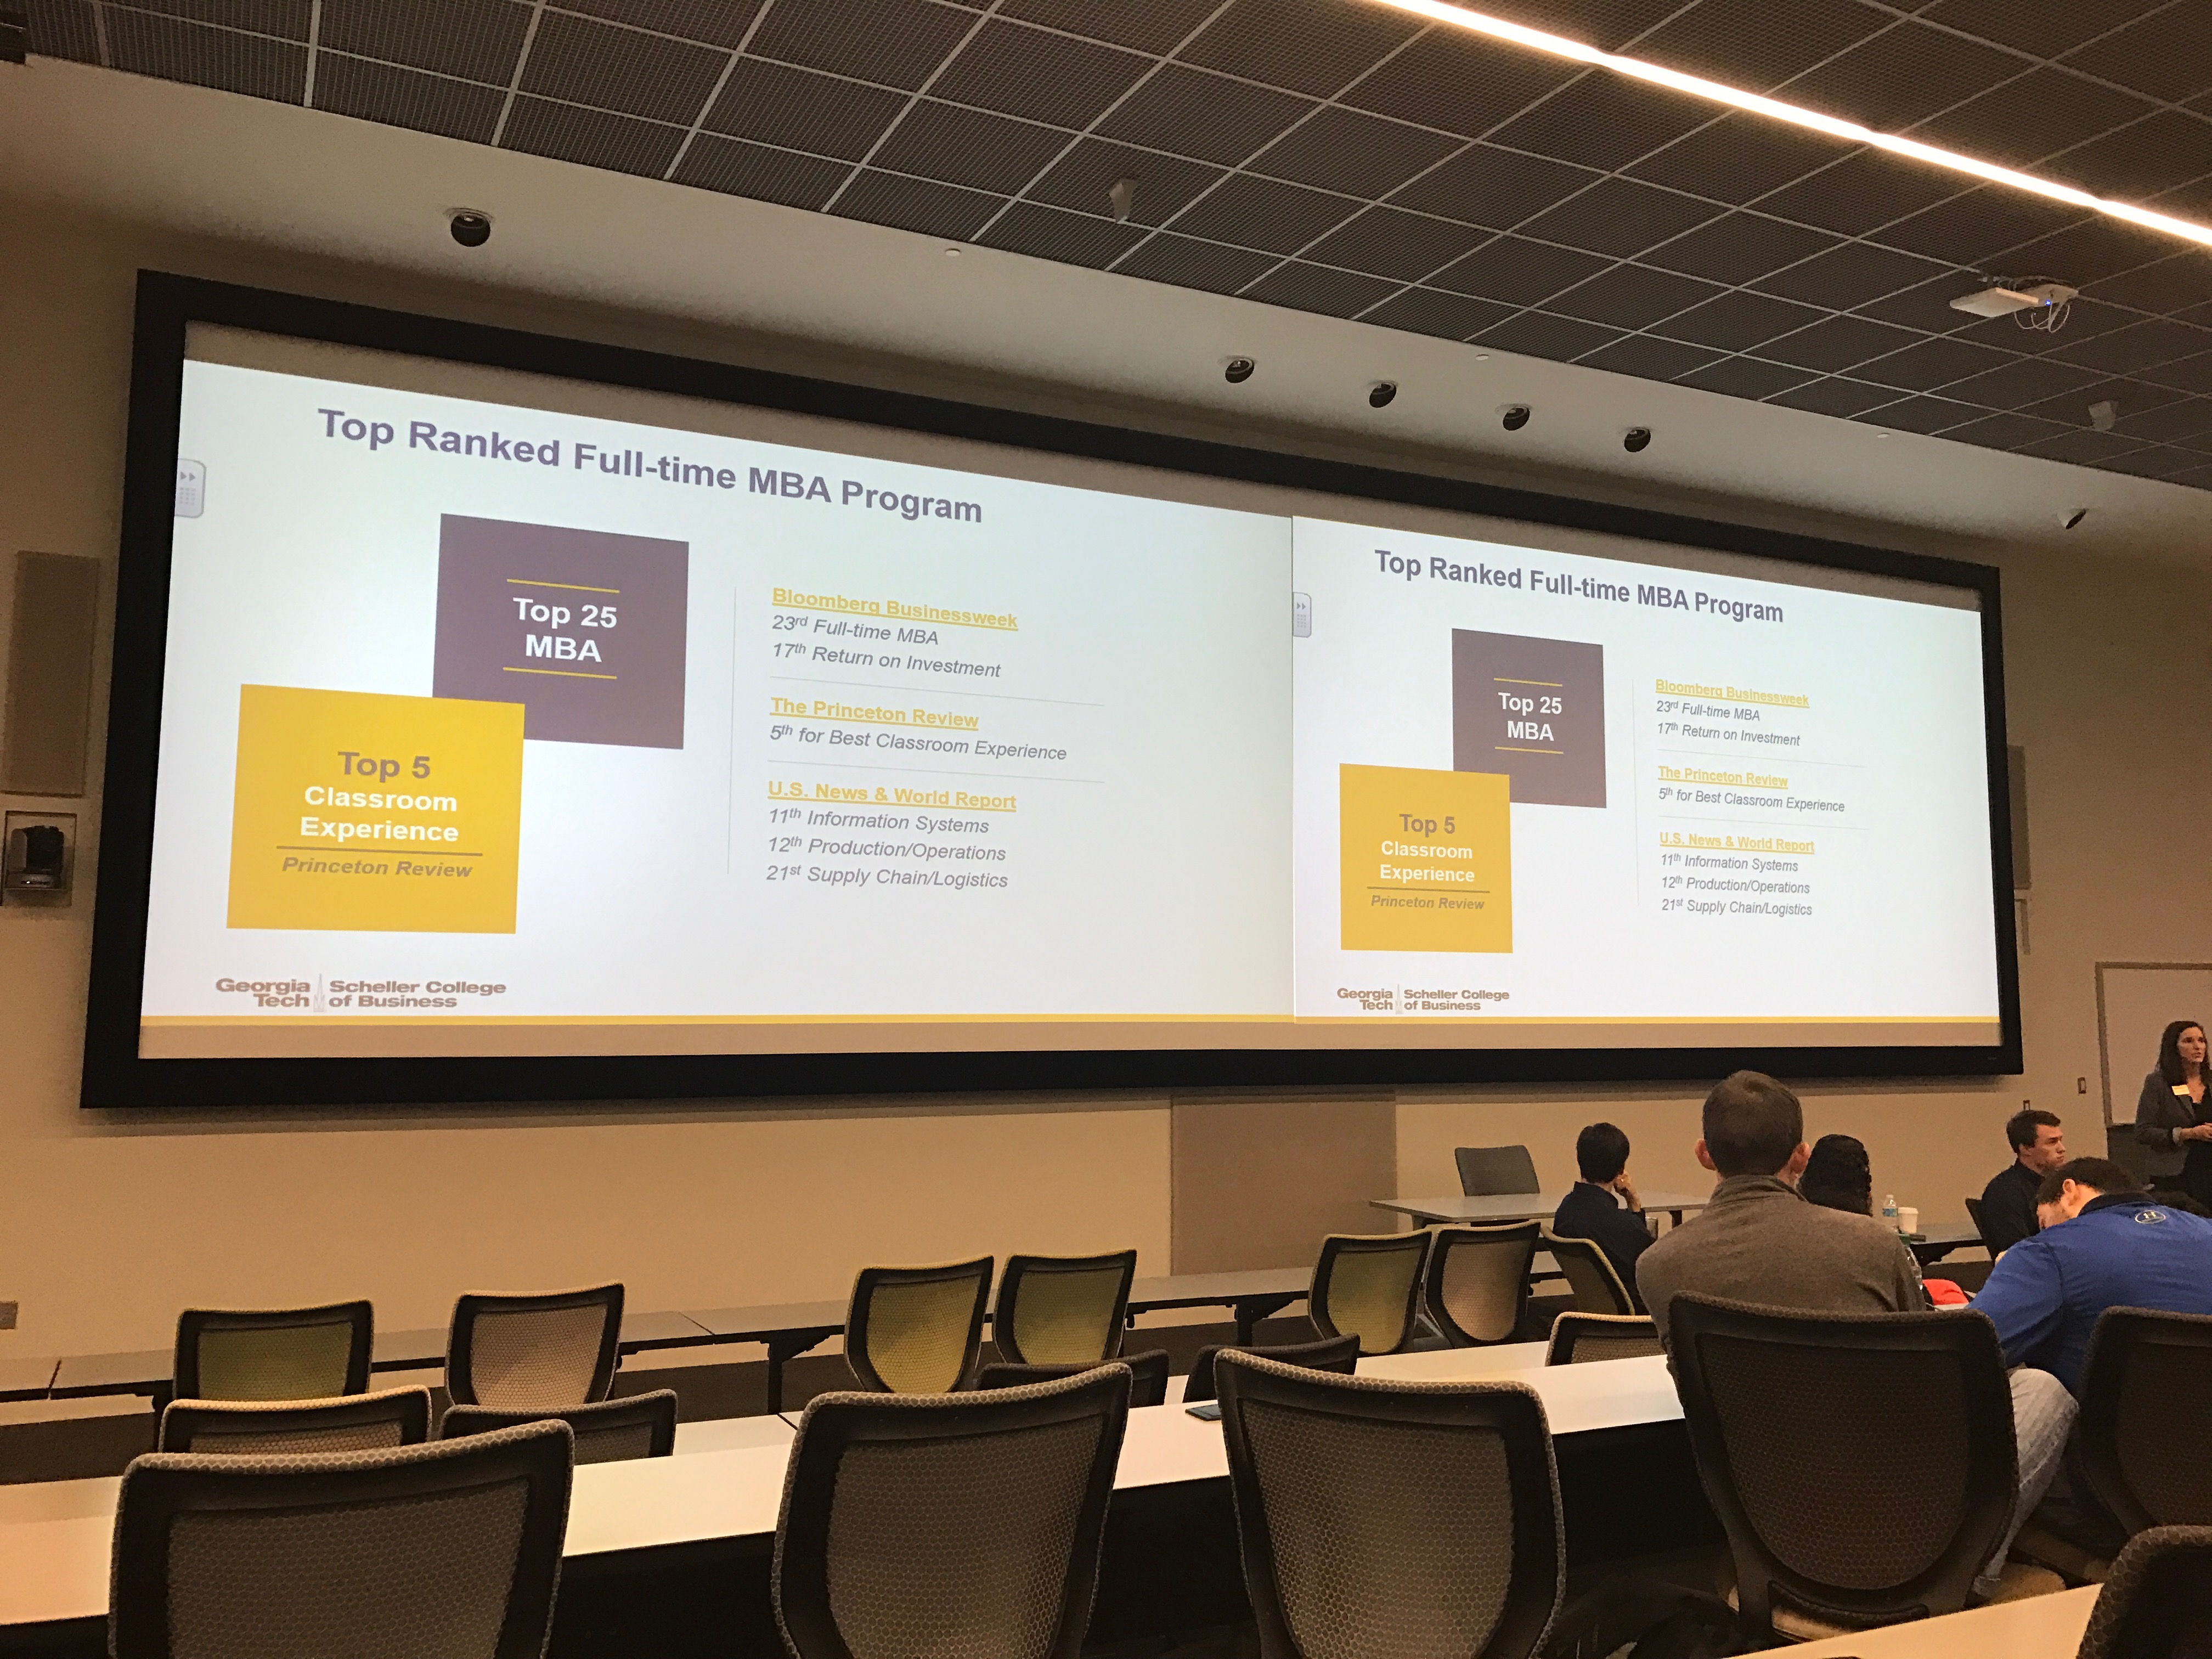 Top Ranked Full-time MBA Program
Top 25
MBA
Top 5
Classroom
Experience
Princeton Review
Bloomberg Businessweek
23rd Full-time MBA
17th Return on Investment
The Princeton Review
5th for Best Classroom Experience
U.S. News & World Report
11th Information Systems
12th Production/Operations
21st Supply Chain/Logistics
Georgia Tech
Scheller College of Business
Top Ranked Full-time MBA Program
Top 25
MBA
Top 5
Classroom
Experience
Princeton Review
Bloomberg Businessweek
23rd Full-time MBA
17th Return on Investment
The Princeton Review
5th for Best Classroom Experience
U.S. News & World Report
11th Information Systems
12th Production/Operations
21st Supply Chain/Logistics
Georgia Tech
Scheller College of Business